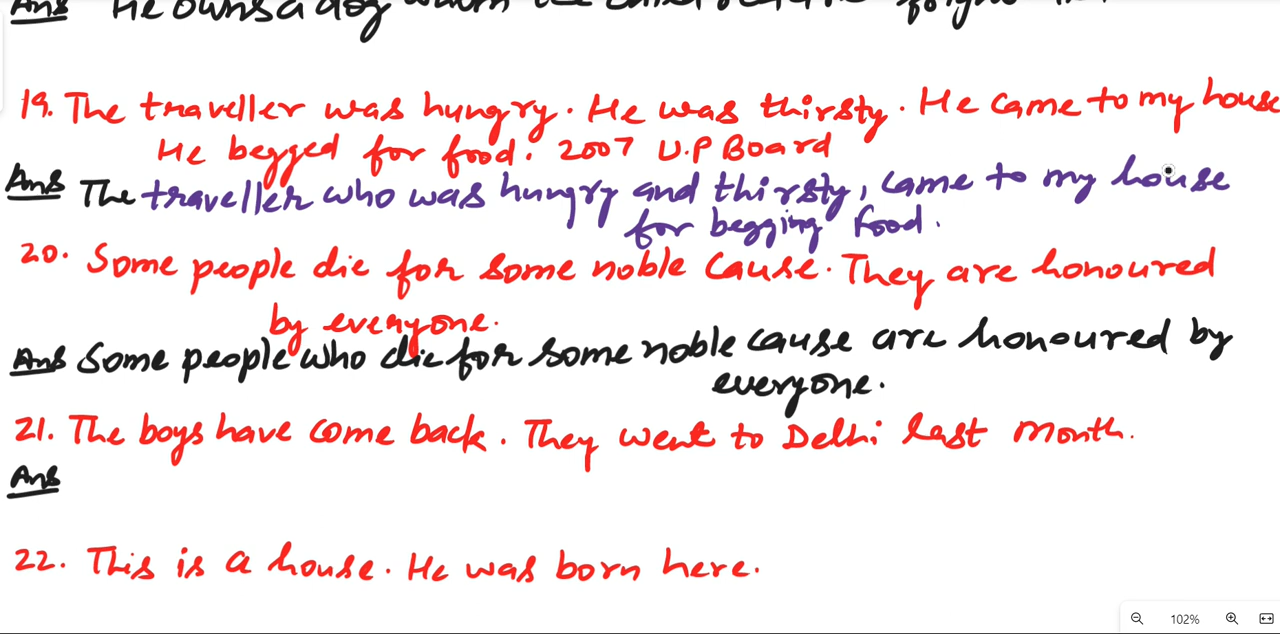 Ans He owns a dog
19. The traveller was hungry. He was thirsty. He came to my house
He begged for food. 2007 U.P Board
Ans The traveller who was hungry and thirsty, came to my house
for begging food.
20. Some people die for some noble cause. They are honoured
by everyone.
Ans Some people who die for some noble cause are honoured by
everyone.
21. The boys have come back. They went to Delhi last month.
Ans
22. This is a house. He was born here.
102%